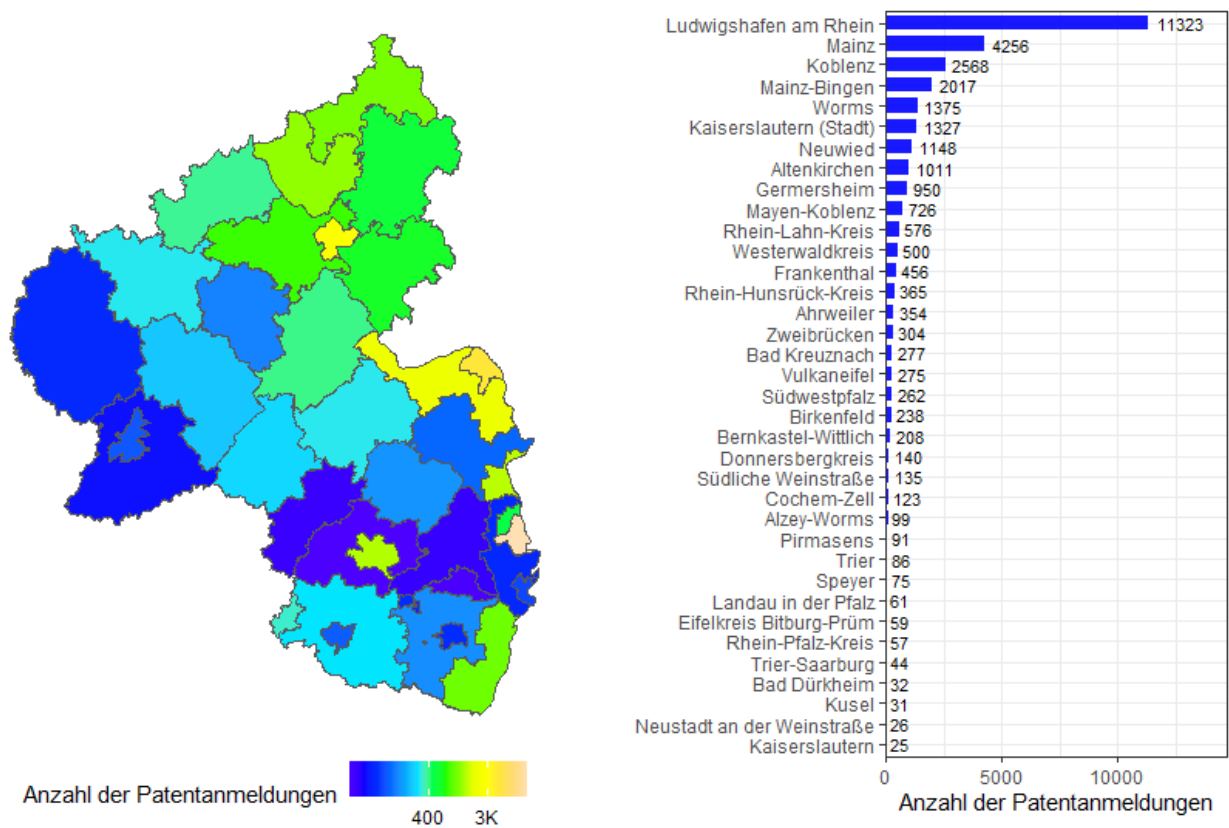 Anzahl der Patentanmeldungen
400 3K
Ludwigshafen am Rhein 11323
Mainz 4256
Koblenz 2568
Mainz-Bingen 2017
Worms 1375
Kaiserslautern (Stadt) 1327
Neuwied 1148
Altenkirchen 1011
Germersheim 950
Mayen-Koblenz 726
Rhein-Lahn-Kreis 576
Westerwaldkreis 500
Frankenthal 456
Rhein-Hunsrück-Kreis 365
Ahrweiler 354
Zweibrücken 304
Bad Kreuznach 277
Vulkaneifel 275
Südwestpfalz 262
Birkenfeld 238
Bernkastel-Wittlich 208
Donnersbergkreis 140
Südliche Weinstraße 135
Cochem-Zell 123
Alzey-Worms 99
Pirmasens 91
Trier 86
Speyer 75
Landau in der Pfalz 61
Eifelkreis Bitburg-Prüm 59
Rhein-Pfalz-Kreis 57
Trier-Saarburg 44
Bad Dürkheim 32
Kusel 31
Neustadt an der Weinstraße 26
Kaiserslautern 25
0 5000 10000
Anzahl der Patentanmeldungen